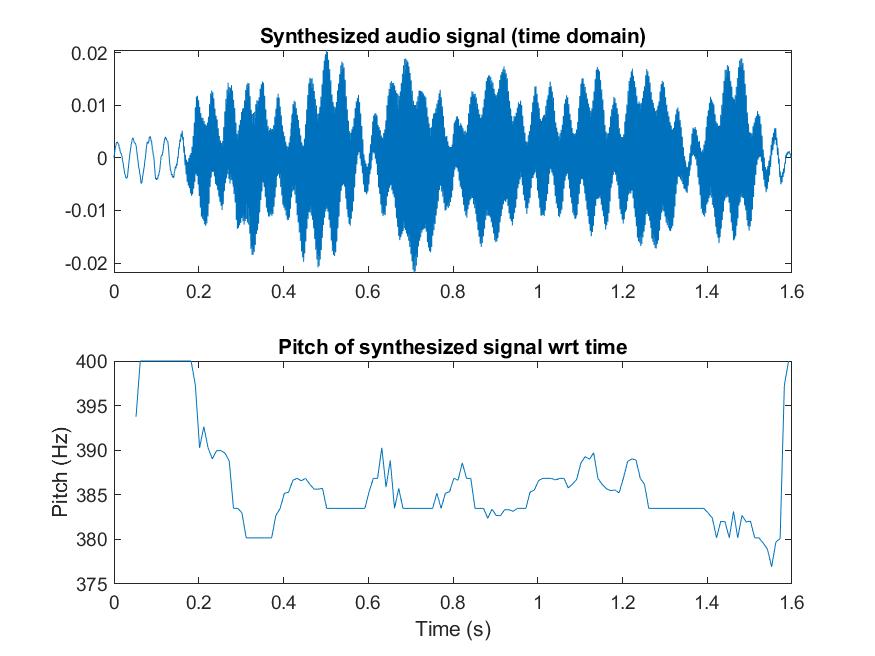 Synthesized audio signal (time domain)
0.02
0.01
0
-0.01
-0.02
0 0.2 0.4 0.6 0.8 1 1.2 1.4 1.6
Pitch of synthesized signal wrt time
400
395
390
385
380
375
Pitch (Hz)
0 0.2 0.4 0.6 0.8 1 1.2 1.4 1.6
Time (s)